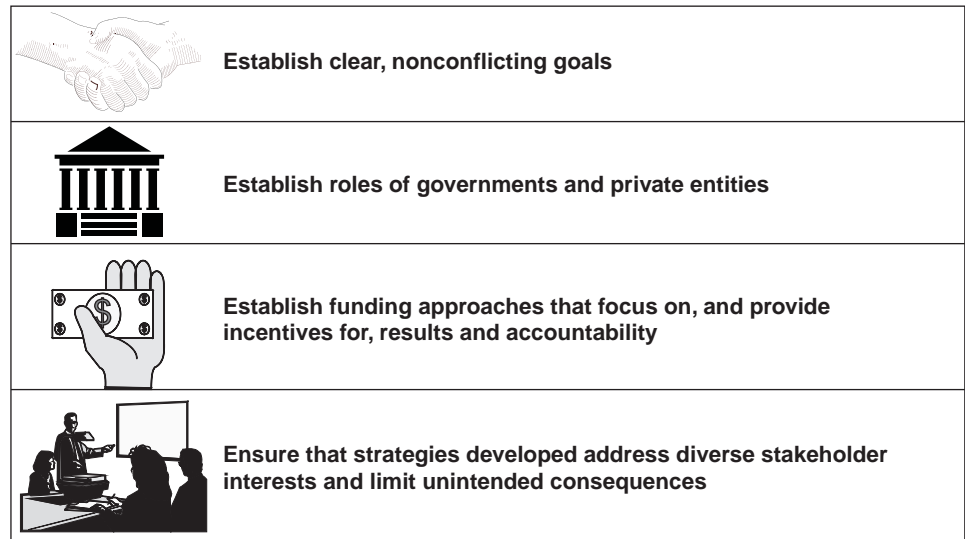 Establish clear, nonconflicting goals
Establish roles of governments and private entities
$
Establish funding approaches that focus on, and provide
incentives for, results and accountability
Ensure that strategies developed address diverse stakeholder
interests and limit unintended consequences